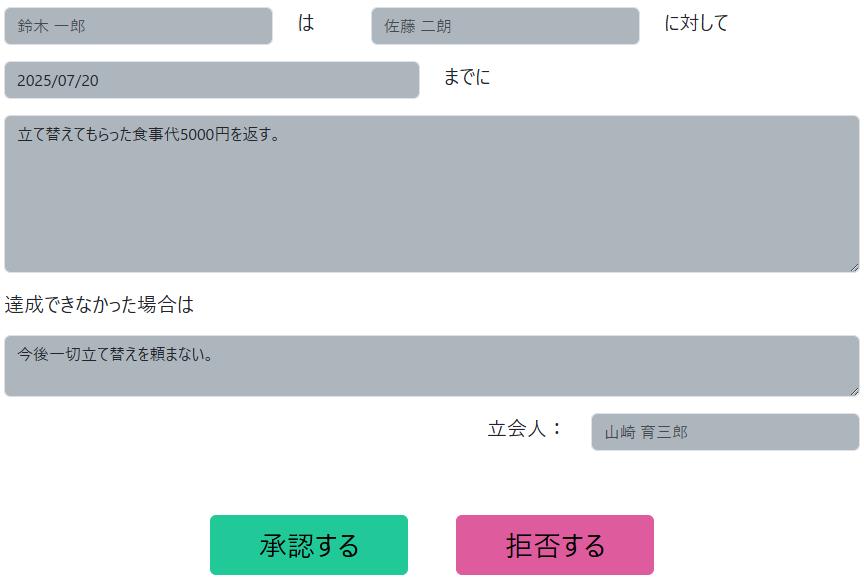 鈴木 一郎 は 佐藤 二朗 に対して
2025/07/20 までに
立て替えてもらった食事代5000円を返す。
達成できなかった場合は
今後一切立て替えを頼まない。
立会人： 山崎 育三郎
承認する 拒否する